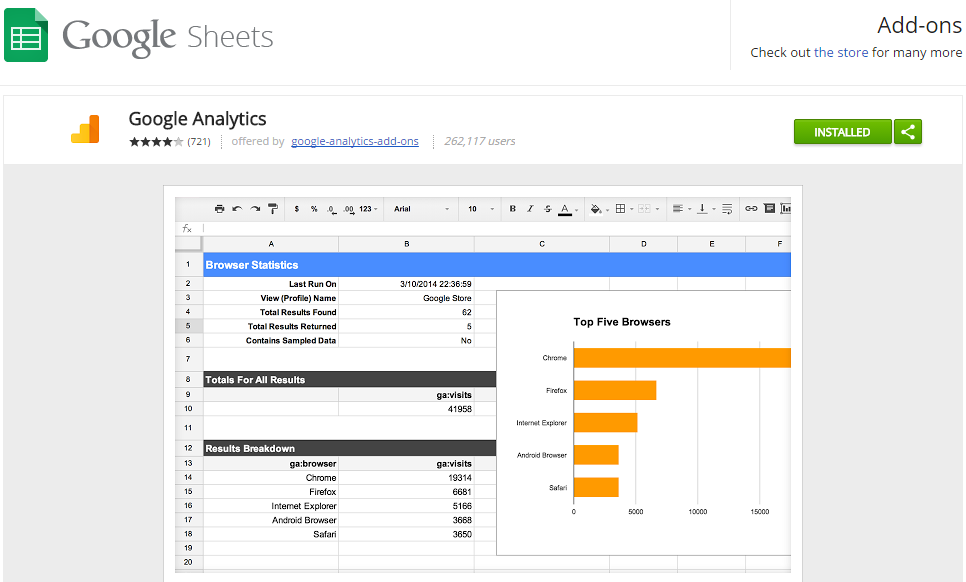 Google Sheets
Add-ons
Check out the store for many more
Google Analytics
(721) offered by google-analytics-add-ons 262,117 users
INSTALLED
$ % .0 .00 123 Arial 10 B I S A
fx
A B C D E F
1 Browser Statistics
2 Last Run On 3/10/2014 22:36:59
3 View (Profile) Name Google Store
4 Total Results Found 62
5 Total Results Returned 5
6 Contains Sampled Data No
7
8 Totals For All Results
9 ga:visits
10 41958
11
12 Results Breakdown
13 ga:browser ga:visits
14 Chrome 19314
15 Firefox 6681
16 Internet Explorer 5166
17 Android Browser 3668
18 Safari 3650
19
20
Top Five Browsers
Chrome
Firefox
Internet Explorer
Android Browser
Safari
0 5000 10000 15000